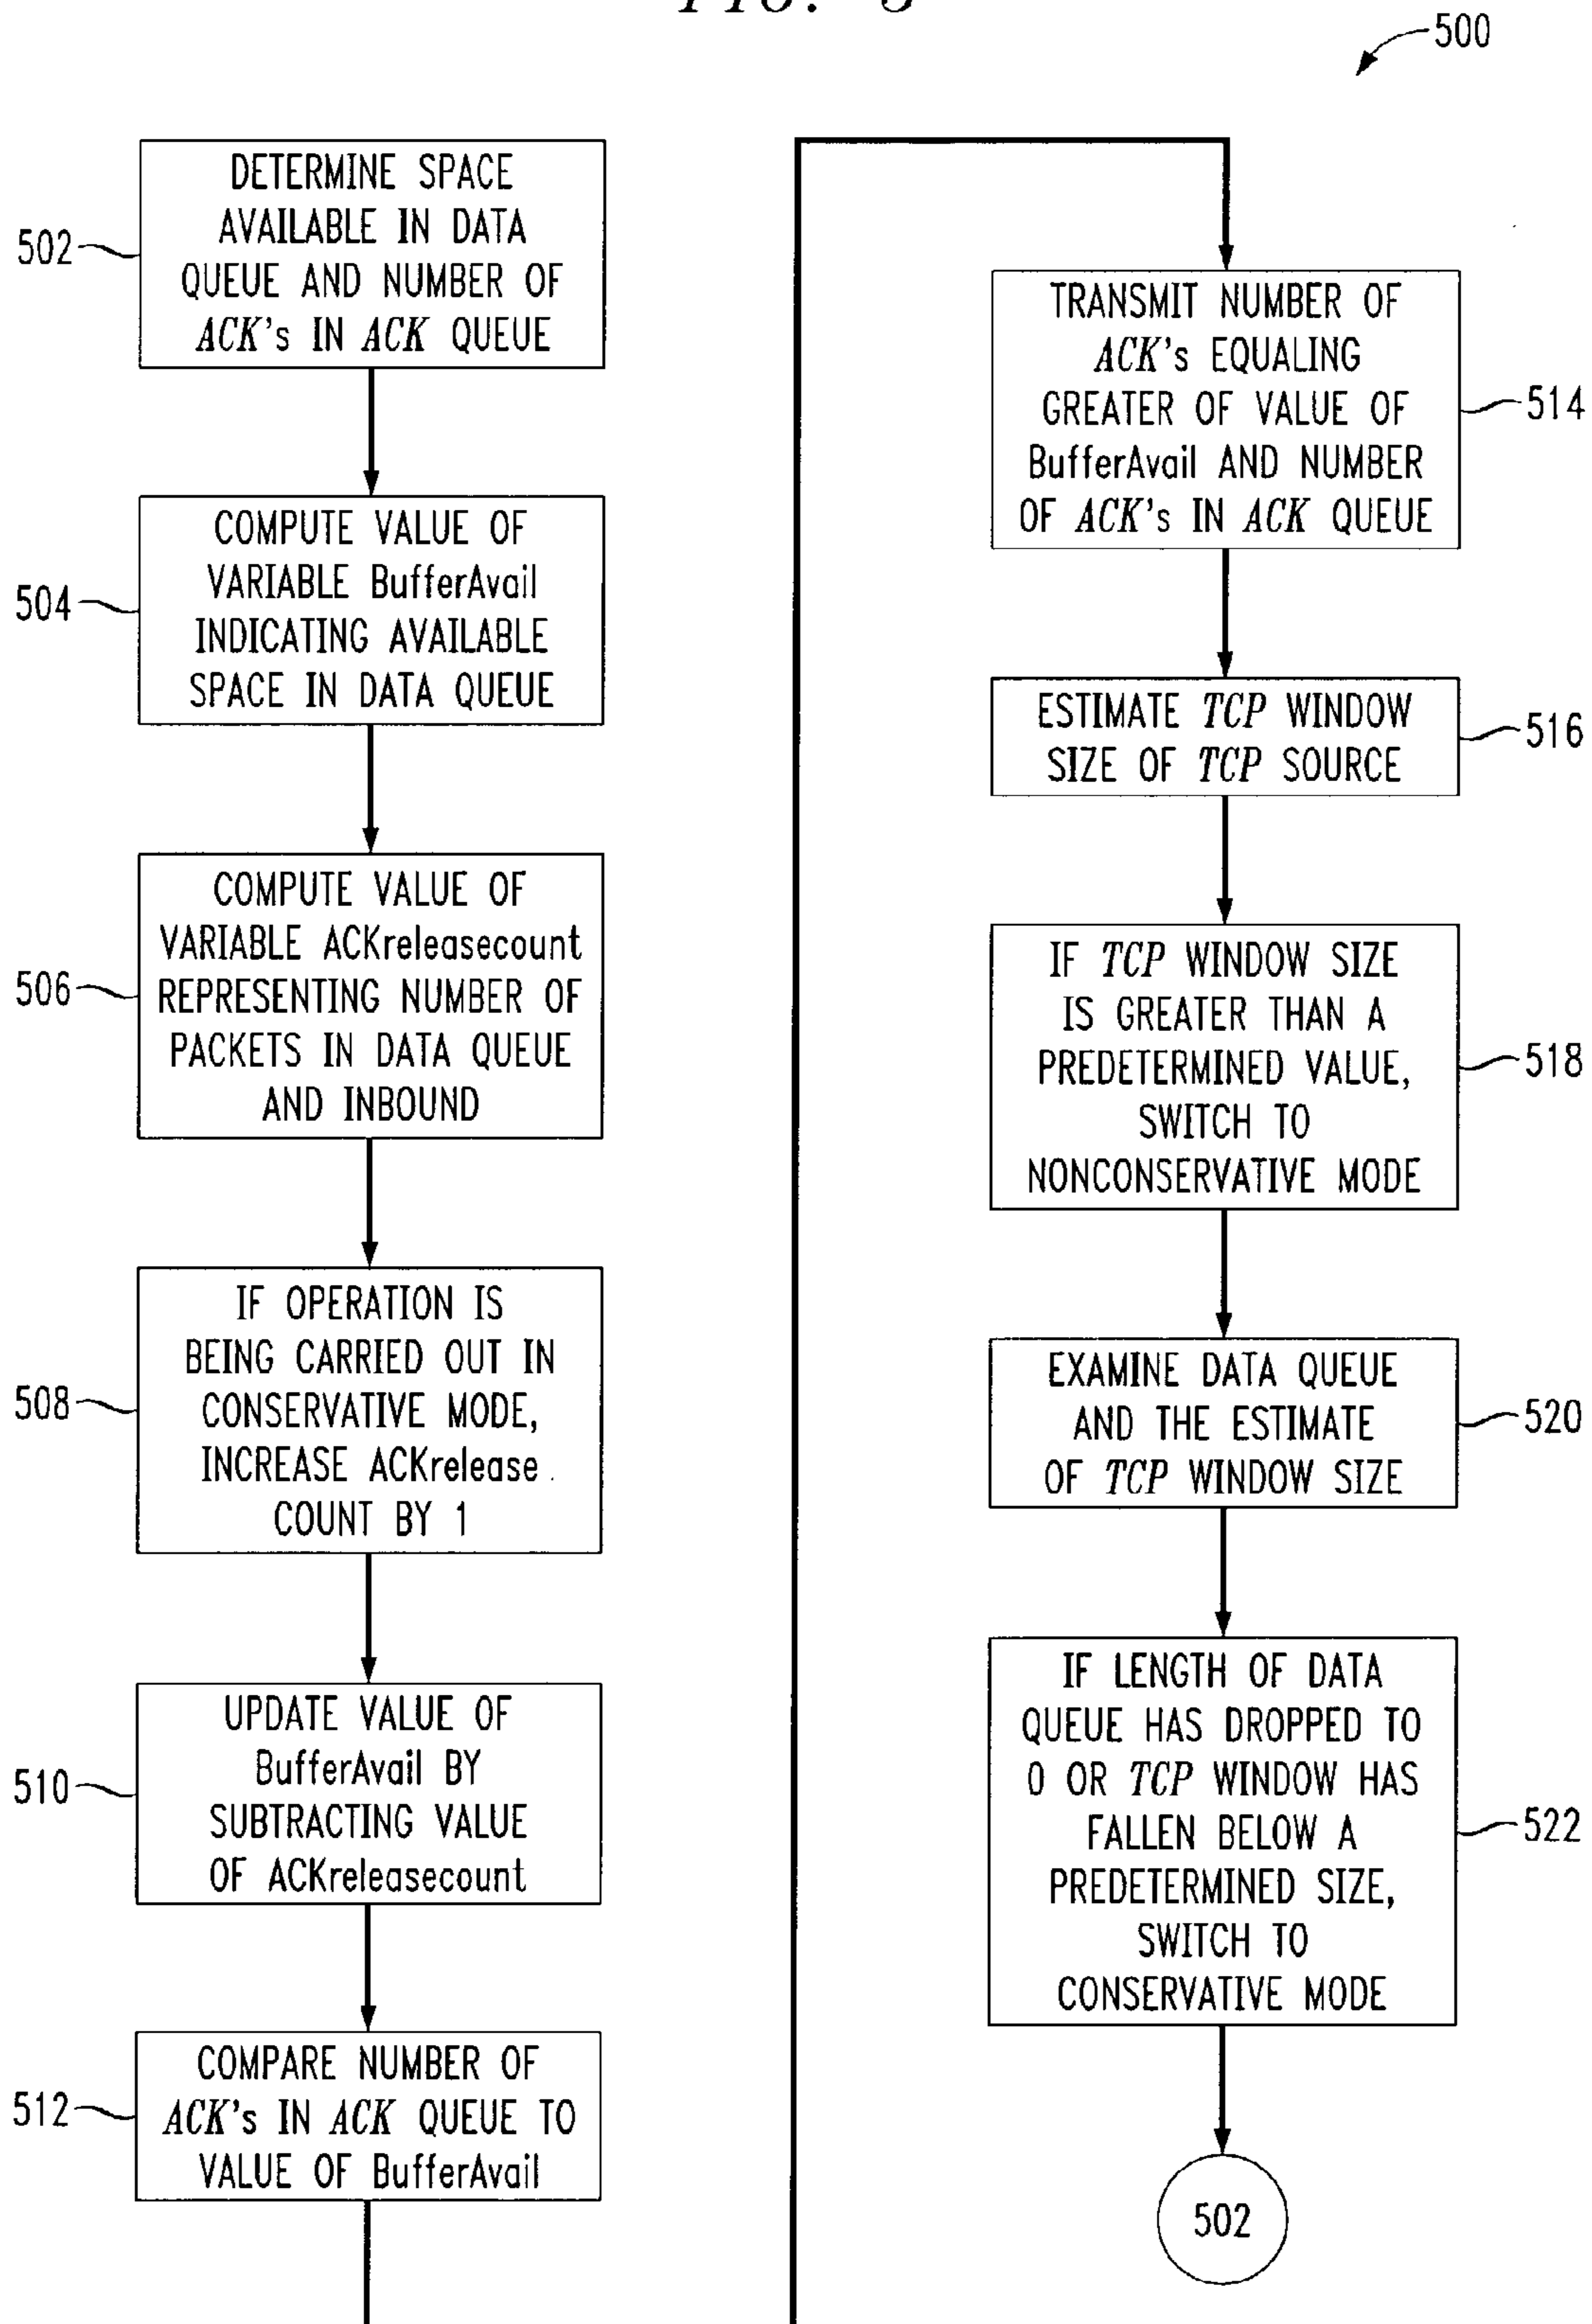 500
502
DETERMINE SPACE
AVAILABLE IN DATA
QUEUE AND NUMBER OF
ACK's IN ACK QUEUE
504
COMPUTE VALUE OF
VARIABLE BufferAvail
INDICATING AVAILABLE
SPACE IN DATA QUEUE
506
COMPUTE VALUE OF
VARIABLE ACKreleasecount
REPRESENTING NUMBER OF
PACKETS IN DATA QUEUE
AND INBOUND
508
IF OPERATION IS
BEING CARRIED OUT IN
CONSERVATIVE MODE,
INCREASE ACKrelease
COUNT BY 1
510
UPDATE VALUE OF
BufferAvail BY
SUBTRACTING VALUE
OF ACKreleasecount
512
COMPARE NUMBER OF
ACK's IN ACK QUEUE TO
VALUE OF BufferAvail
TRANSMIT NUMBER OF
ACK's EQUALING
GREATER OF VALUE OF
BufferAvail AND NUMBER
OF ACK's IN ACK QUEUE
514
ESTIMATE TCP WINDOW
SIZE OF TCP SOURCE
516
IF TCP WINDOW SIZE
IS GREATER THAN A
PREDETERMINED VALUE,
SWITCH TO
NONCONSERVATIVE MODE
518
EXAMINE DATA QUEUE
AND THE ESTIMATE
OF TCP WINDOW SIZE
520
IF LENGTH OF DATA
QUEUE HAS DROPPED TO
0 OR TCP WINDOW HAS
FALLEN BELOW A
PREDETERMINED SIZE,
SWITCH TO
CONSERVATIVE MODE
522
502